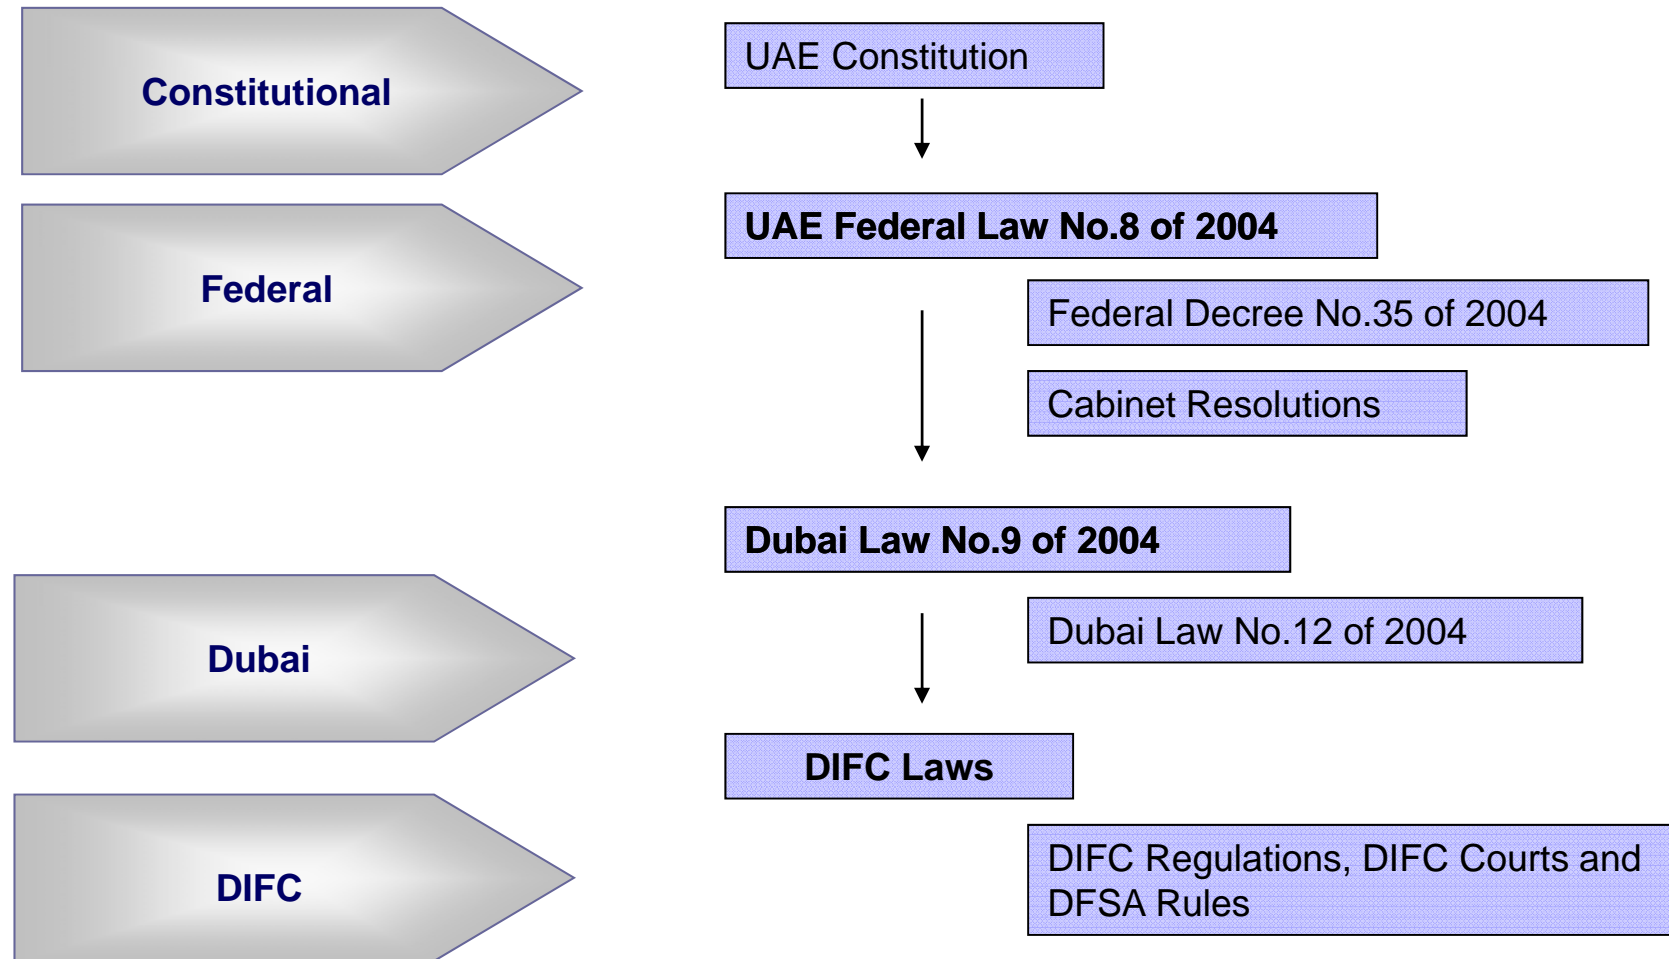 Constitutional
UAE Constitution
Federal
UAE Federal Law No.8 of 2004
Federal Decree No.35 of 2004
Cabinet Resolutions
Dubai
Dubai Law No.9 of 2004
Dubai Law No.12 of 2004
DIFC
DIFC Laws
DIFC Regulations, DIFC Courts and
DFSA Rules